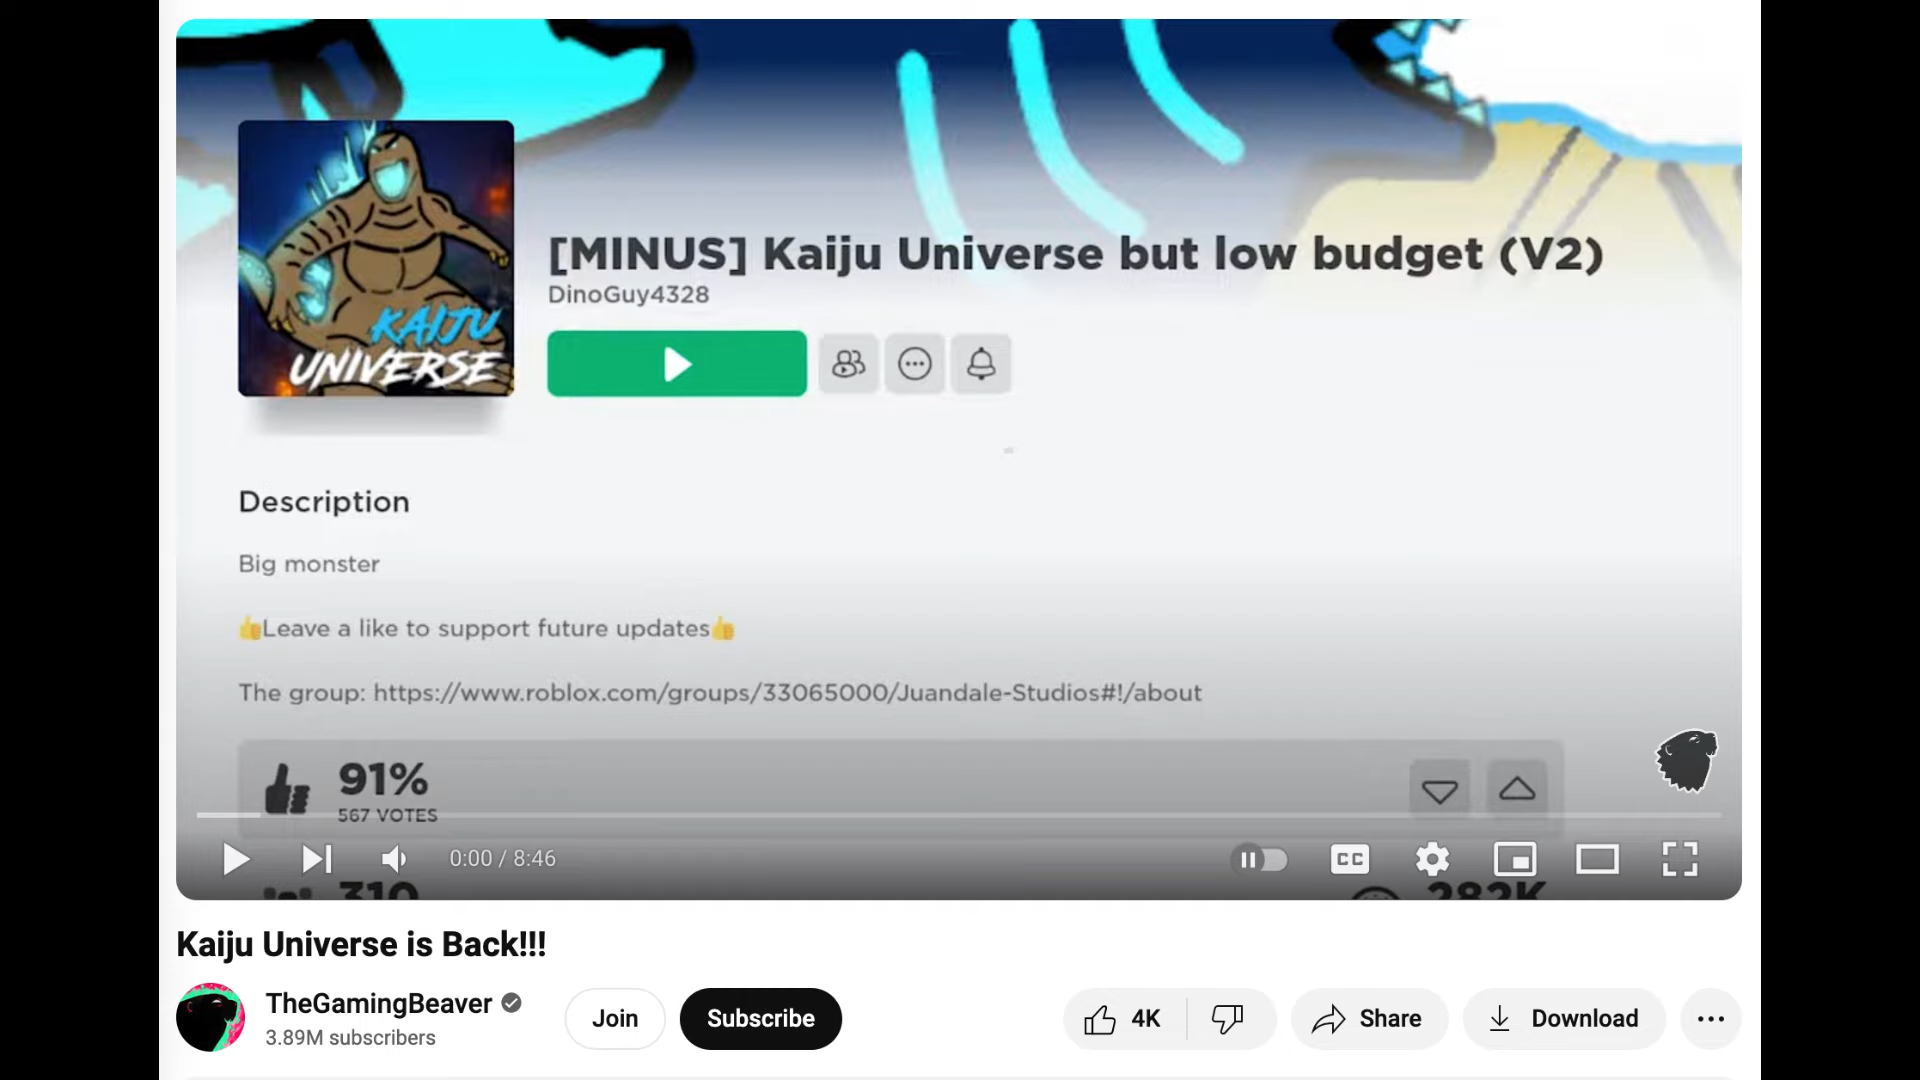 [MINUS] Kaiju Universe but low budget (V2)
DinoGuy4328
KAIJU
UNIVERSE
Description
Big monster
👍Leave a like to support future updates👍
The group: https://www.roblox.com/groups/33065000/Juandale-Studios#!/about
91%
567 VOTES
0:00 / 8:46
CC
310
282K
Kaiju Universe is Back!!!
TheGamingBeaver
3.89M subscribers
Join
Subscribe
4K
Share
Download